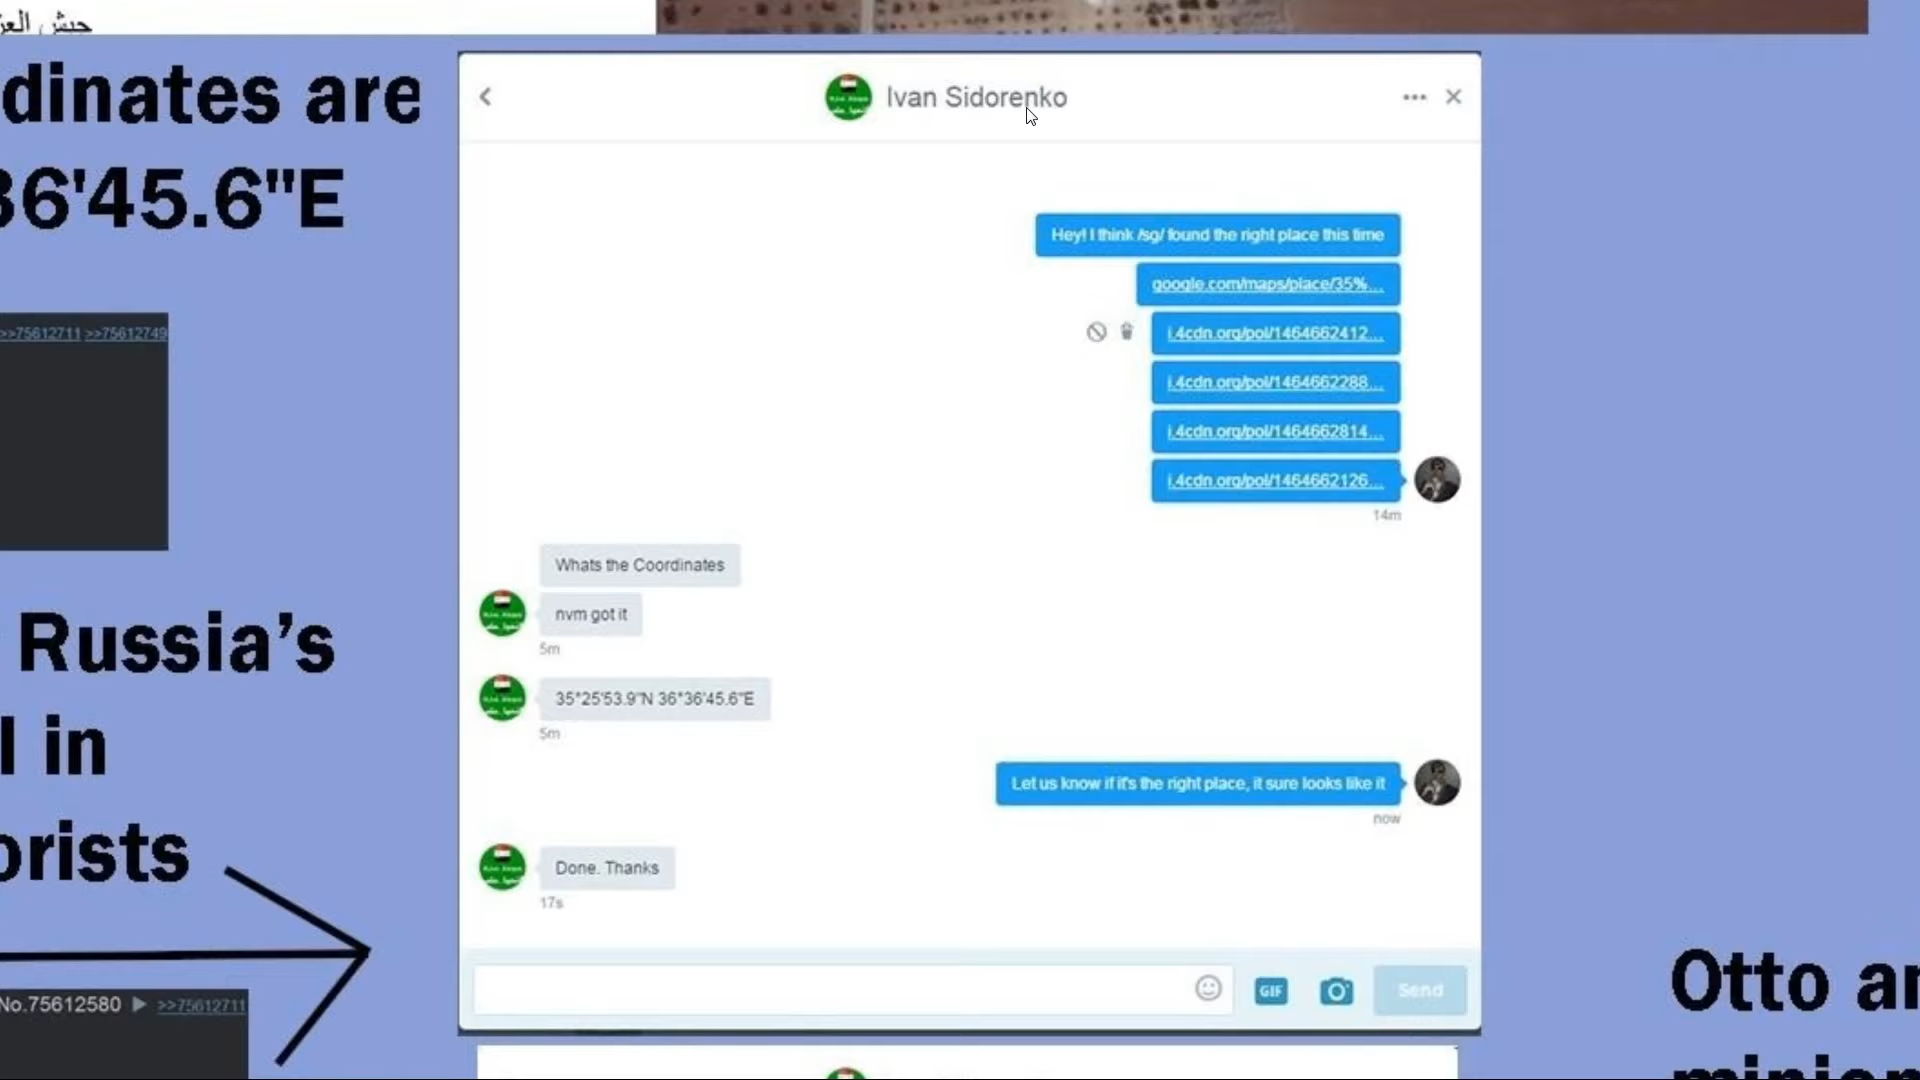 جيش العز
dinates are
36'45.6"E
>>75612711 >>75612749
Russia's
l in
orists
No.75612580 ▶ >>75612711
Ivan Sidorenko
Hey! I think /sg/ found the right place this time
google.com/maps/place/35%...
i.4cdn.org/pol/1464662412...
i.4cdn.org/pol/1464662288...
i.4cdn.org/pol/1464662814...
i.4cdn.org/pol/1464662126...
14m
Whats the Coordinates
nvm got it
5m
35°25'53.9"N 36°36'45.6"E
5m
Let us know if it's the right place, it sure looks like it
now
Done. Thanks
17s
GIF
Send
Otto an
minion